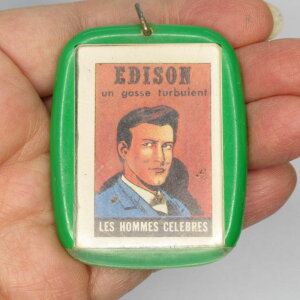 EDISON
un gosse turbulent
LES HOMMES CELEBRES